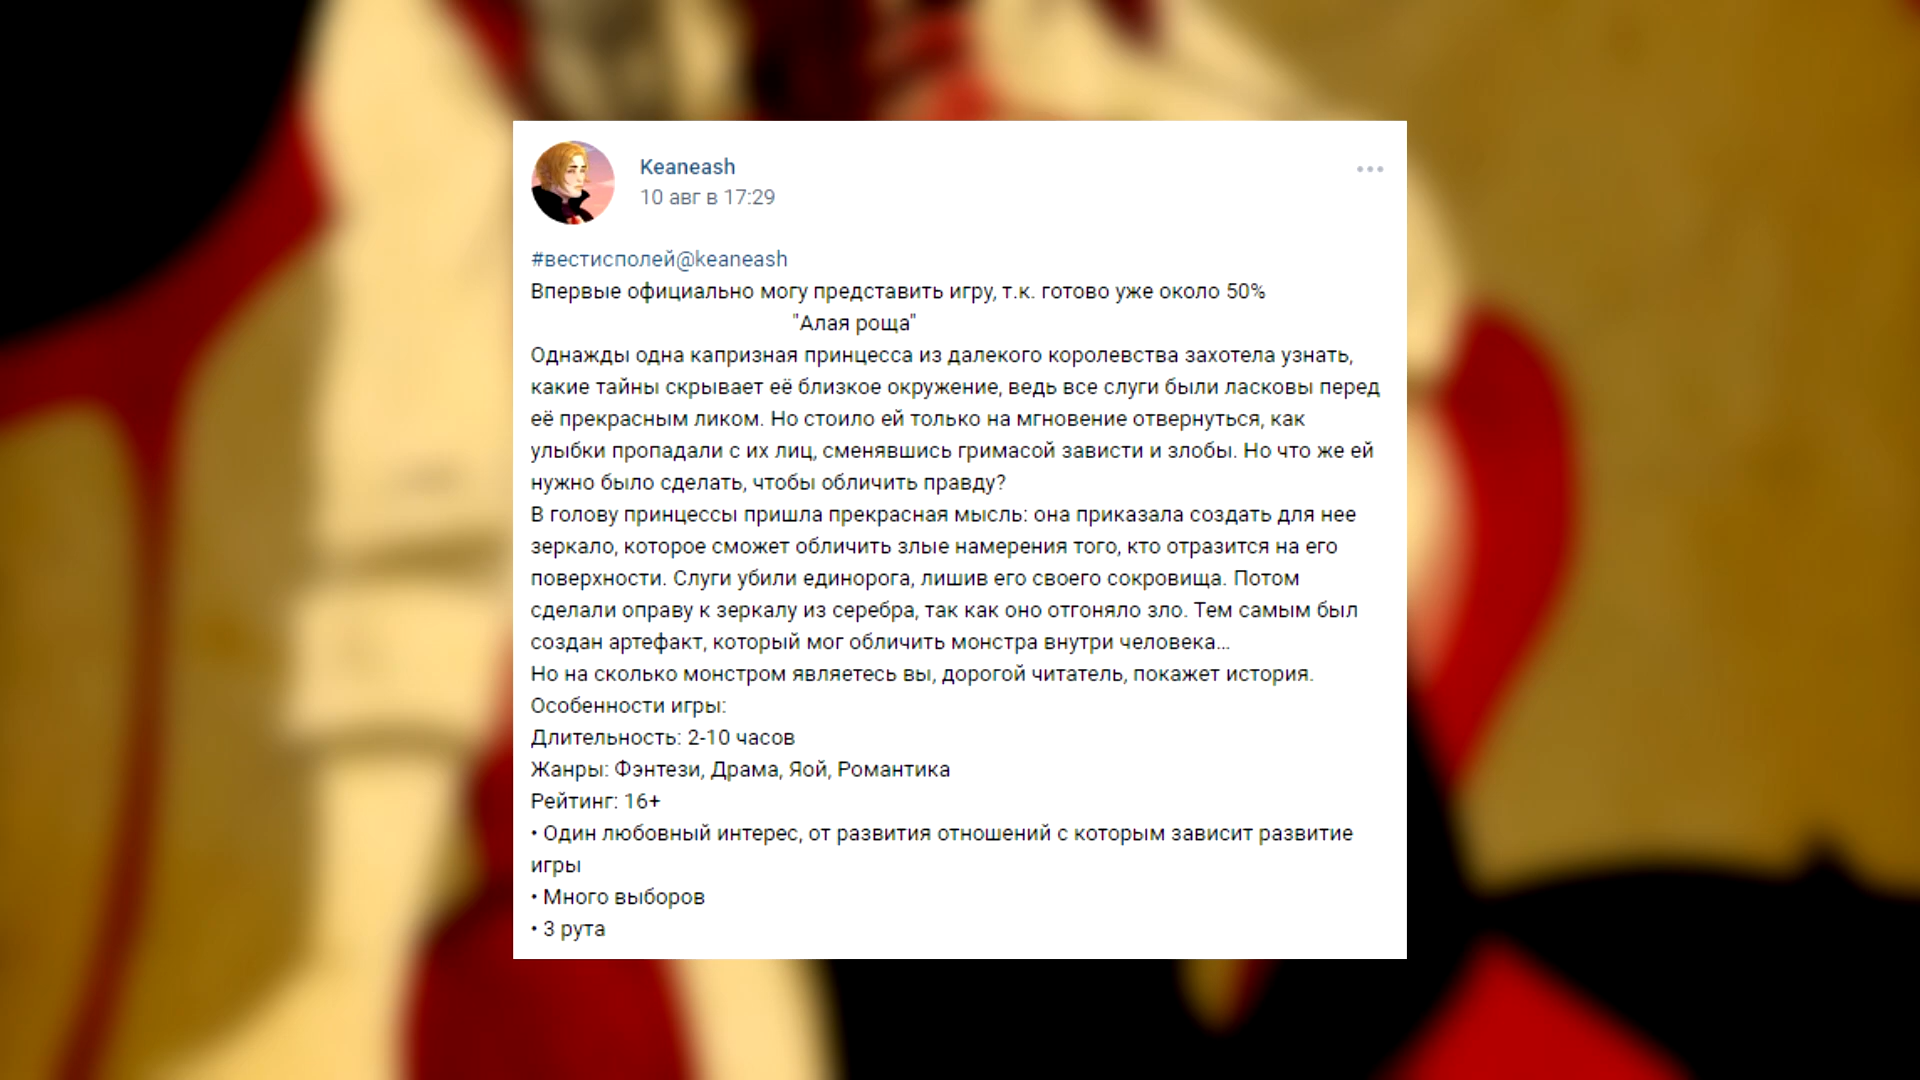 Keaneash
10 авг в 17:29
#вестисполей@keaneash
Впервые официально могу представить игру, т.к. готово уже около 50%
"Алая роща"
Однажды одна капризная принцесса из далекого королевства захотела узнать,
какие тайны скрывает её близкое окружение, ведь все слуги были ласковы перед
её прекрасным ликом. Но стоило ей только на мгновение отвернуться, как
улыбки пропадали с их лиц, сменявшись гримасой зависти и злобы. Но что же ей
нужно было сделать, чтобы обличить правду?
В голову принцессы пришла прекрасная мысль: она приказала создать для нее
зеркало, которое сможет обличить злые намерения того, кто отразится на его
поверхности. Слуги убили единорога, лишив его своего сокровища. Потом
сделали оправу к зеркалу из серебра, так как оно отгоняло зло. Тем самым был
создан артефакт, который мог обличить монстра внутри человека...
Но на сколько монстром являетесь вы, дорогой читатель, покажет история.
Особенности игры:
Длительность: 2-10 часов
Жанры: Фэнтези, Драма, Яой, Романтика
Рейтинг: 16+
• Один любовный интерес, от развития отношений с которым зависит развитие
игры
• Много выборов
• 3 рута